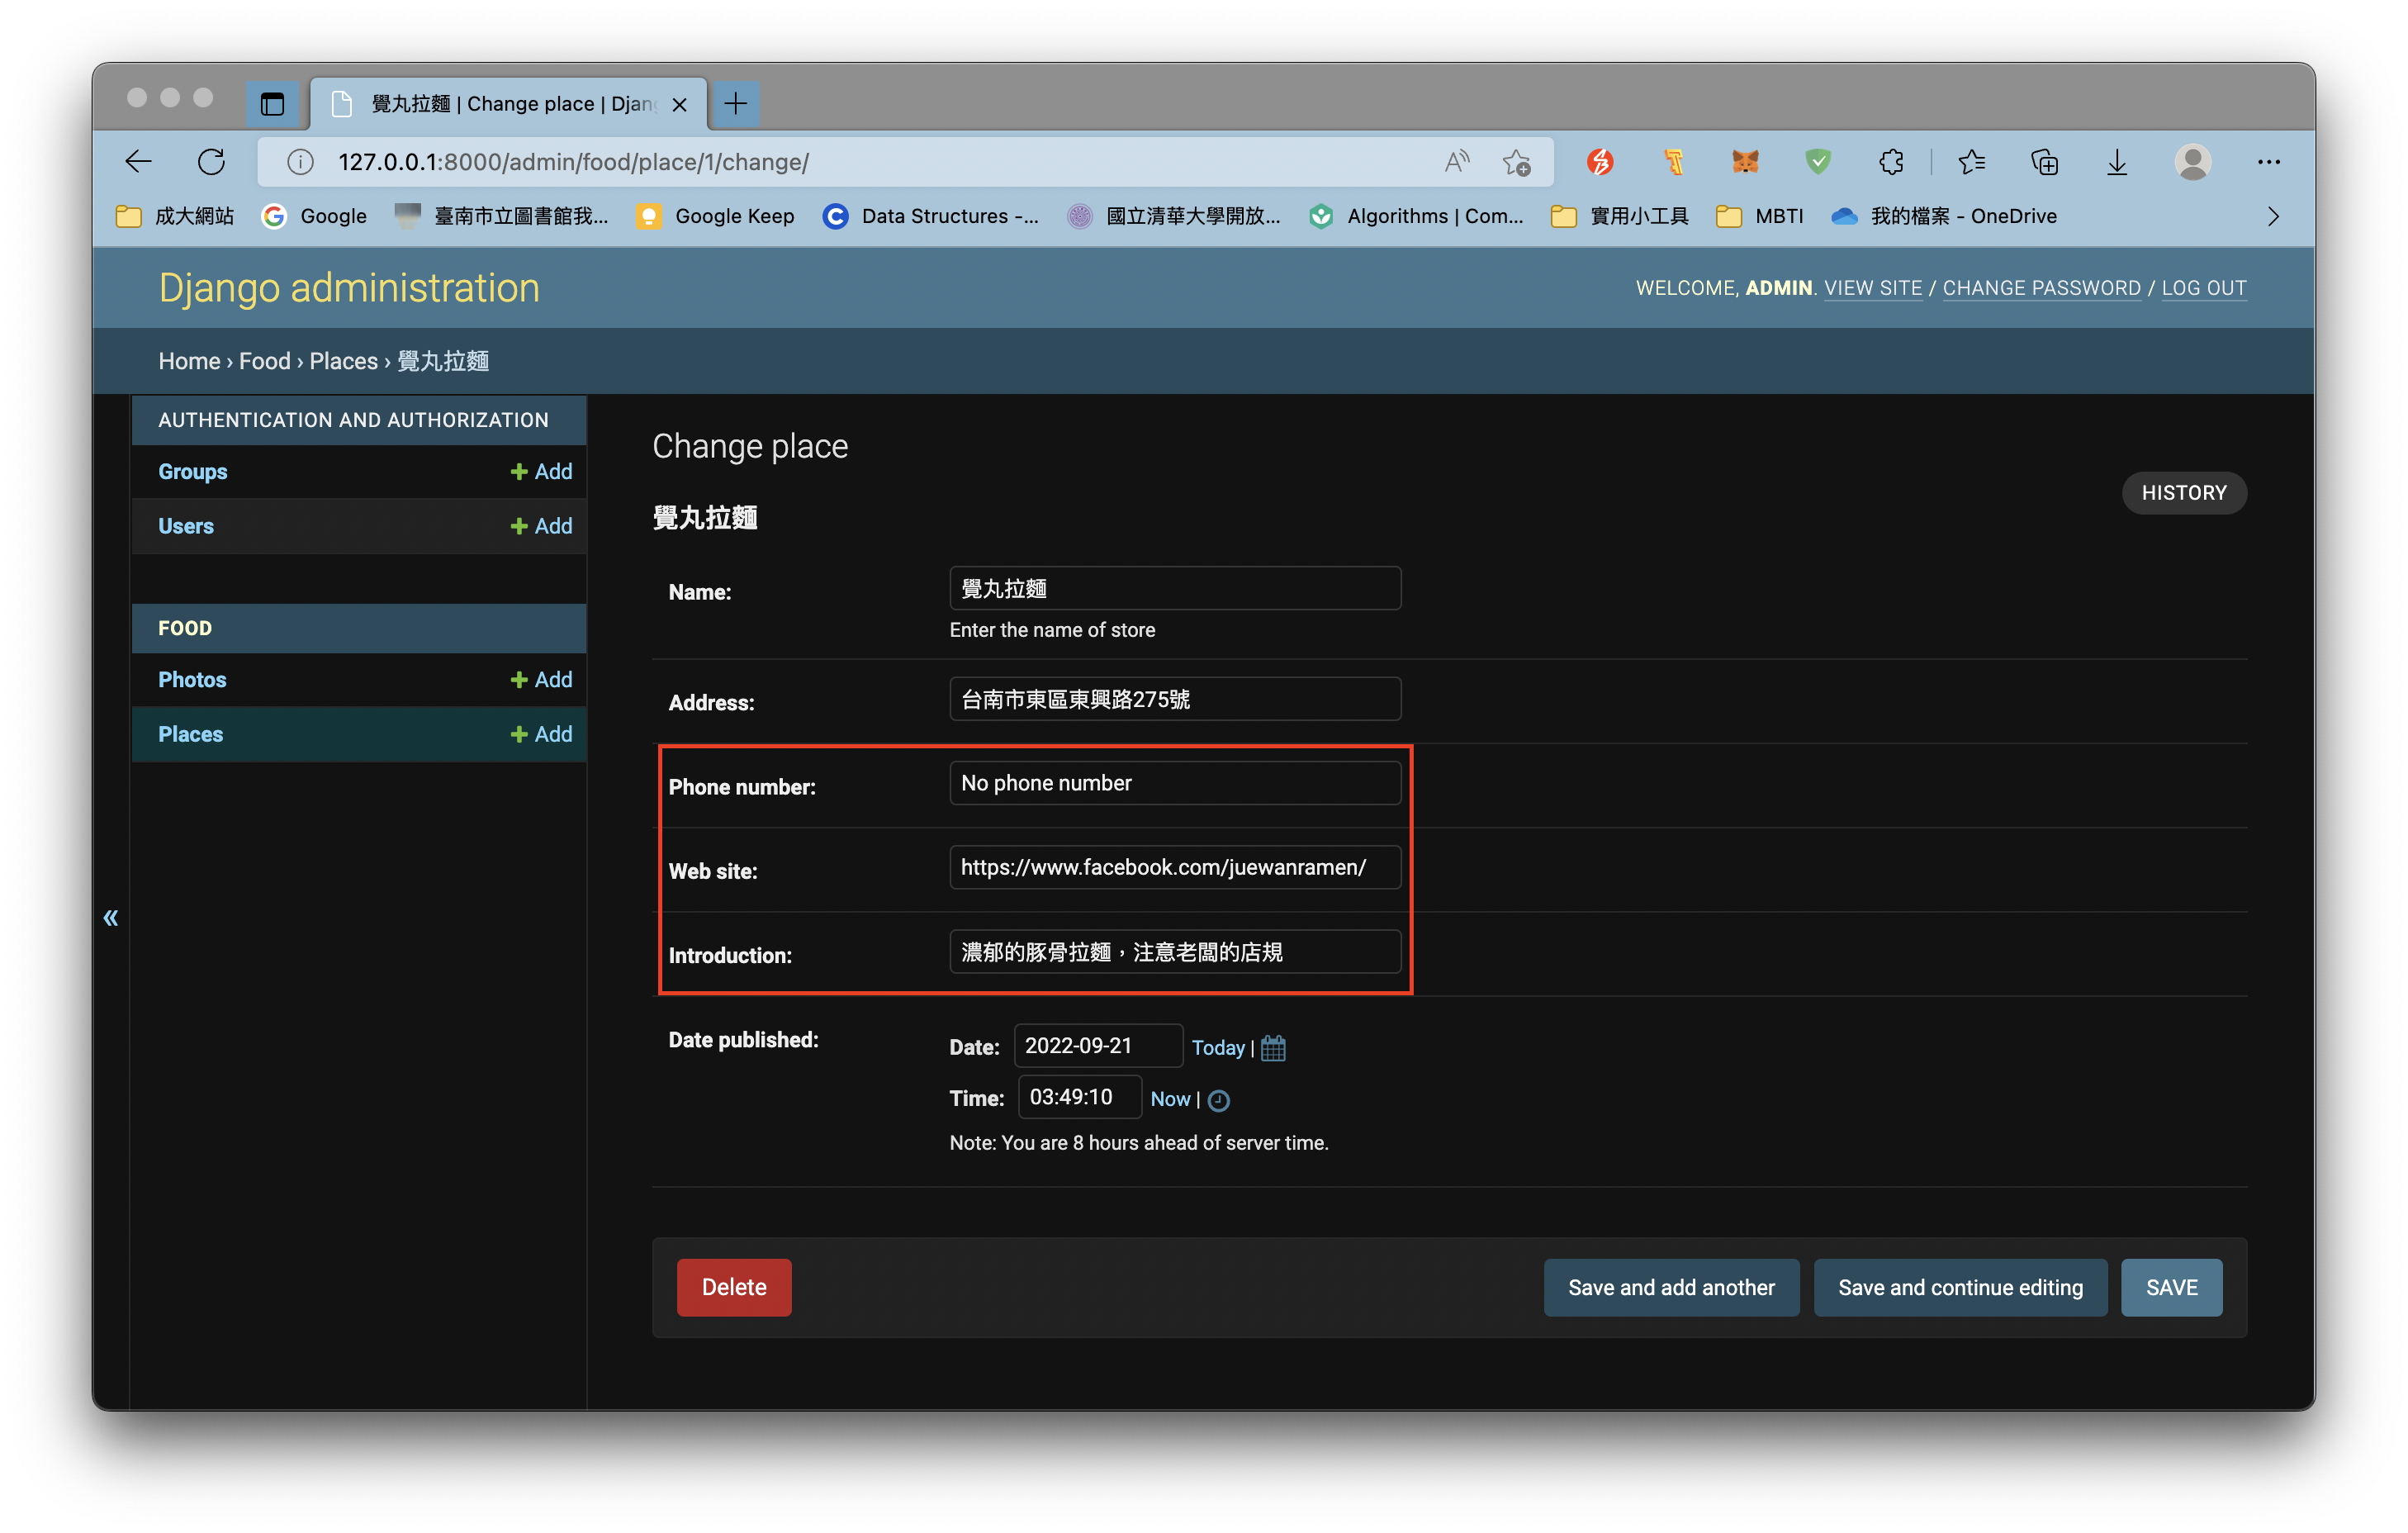 覺丸拉麵 | Change place | Djan
127.0.0.1:8000/admin/food/place/1/change/
成大網站 Google 臺南市立圖書館我... Google Keep Data Structures -... 國立清華大學開放... Algorithms | Com... 實用小工具 MBTI 我的檔案 - OneDrive
Django administration
WELCOME, ADMIN. VIEW SITE / CHANGE PASSWORD / LOG OUT
Home › Food › Places › 覺丸拉麵
AUTHENTICATION AND AUTHORIZATION
Groups + Add
Users + Add
FOOD
Photos + Add
Places + Add
«
Change place
HISTORY
覺丸拉麵
Name: 覺丸拉麵
Enter the name of store
Address: 台南市東區東興路275號
Phone number: No phone number
Web site: https://www.facebook.com/juewanramen/
Introduction: 濃郁的豚骨拉麵，注意老闆的店規
Date published:
Date: 2022-09-21 Today |
Time: 03:49:10 Now |
Note: You are 8 hours ahead of server time.
Delete
Save and add another
Save and continue editing
SAVE